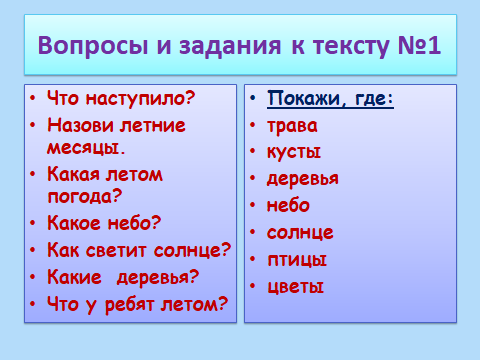 Вопросы и задания к тексту №1
• Что наступило?
• Назови летние
месяцы.
• Какая летом
погода?
• Какое небо?
• Как светит солнце?
• Какие деревья?
• Что у ребят летом?
• Покажи, где:
• трава
• кусты
• деревья
• небо
• солнце
• птицы
• цветы